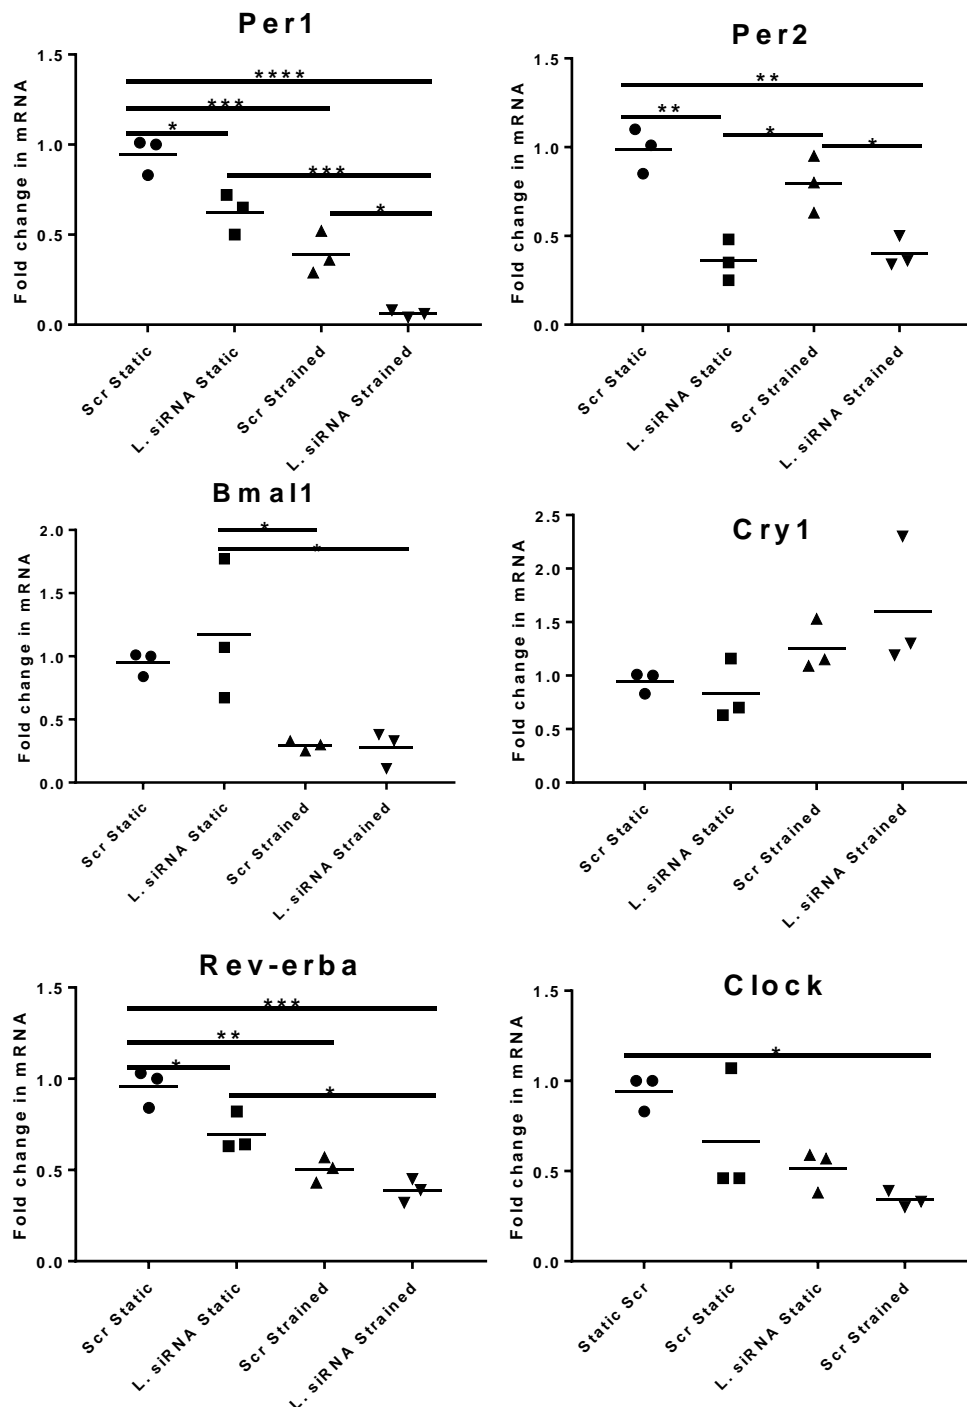 Per1
Fold change in mRNA
1.5
1.0
0.5
0.0
****
***
*
***
*
Scr Static
L. siRNA Static
Scr Strained
L. siRNA Strained
Per2
Fold change in mRNA
1.5
1.0
0.5
0.0
**
**
*
*
Scr Static
L. siRNA Static
Scr Strained
L. siRNA Strained
Bmal1
Fold change in mRNA
2.0
1.5
1.0
0.5
0.0
*
*
Scr Static
L. siRNA Static
Scr Strained
L. siRNA Strained
Cry1
Fold change in mRNA
2.5
2.0
1.5
1.0
0.5
0.0
Scr Static
L. siRNA Static
Scr Strained
L. siRNA Strained
Rev-erba
Fold change in mRNA
1.5
1.0
0.5
0.0
***
**
*
*
Scr Static
L. siRNA Static
Scr Strained
L. siRNA Strained
Clock
Fold change in mRNA
1.5
1.0
0.5
0.0
*
Static Scr
Scr Static
L. siRNA Static
Scr Strained